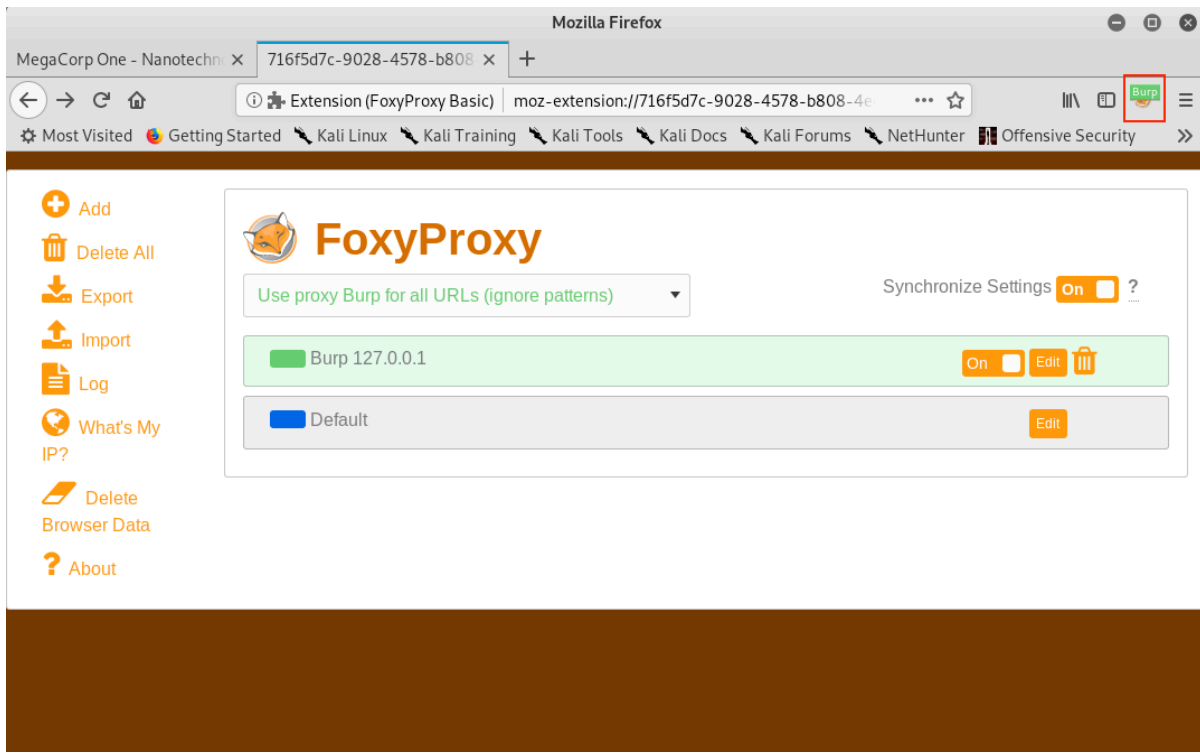 Mozilla Firefox
MegaCorp One - Nanotechn
716f5d7c-9028-4578-b808
Extension (FoxyProxy Basic) moz-extension://716f5d7c-9028-4578-b808-4e
Burp
Most Visited Getting Started Kali Linux Kali Training Kali Tools Kali Docs Kali Forums NetHunter Offensive Security
Add
Delete All
Export
Import
Log
What's My
IP?
Delete
Browser Data
? About
FoxyProxy
Use proxy Burp for all URLs (ignore patterns)
Synchronize Settings On ?
Burp 127.0.0.1 On Edit
Default Edit